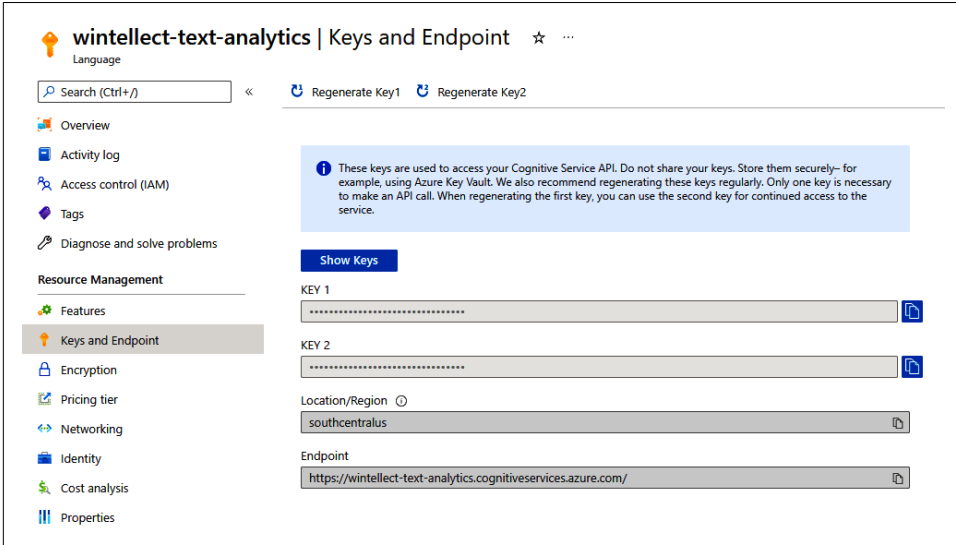 wintellect-text-analytics | Keys and Endpoint
Language
Search (Ctrl+/)
«
Regenerate Key1
Regenerate Key2
Overview
Activity log
Access control (IAM)
Tags
Diagnose and solve problems
Resource Management
Features
Keys and Endpoint
Encryption
Pricing tier
Networking
Identity
Cost analysis
Properties
These keys are used to access your Cognitive Service API. Do not share your keys. Store them securely– for
example, using Azure Key Vault. We also recommend regenerating these keys regularly. Only one key is necessary
to make an API call. When regenerating the first key, you can use the second key for continued access to the
service.
Show Keys
KEY 1
•••••••••••••••••••••••••••••••••
KEY 2
•••••••••••••••••••••••••••••••••
Location/Region
southcentralus
Endpoint
https://wintellect-text-analytics.cognitiveservices.azure.com/